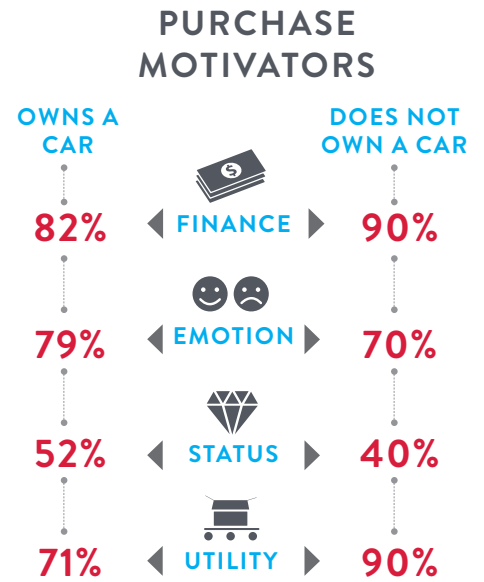 PURCHASE
MOTIVATORS
OWNS A
CAR
DOES NOT
OWN A CAR
$
82% FINANCE 90%
79% EMOTION 70%
52% STATUS 40%
71% UTILITY 90%